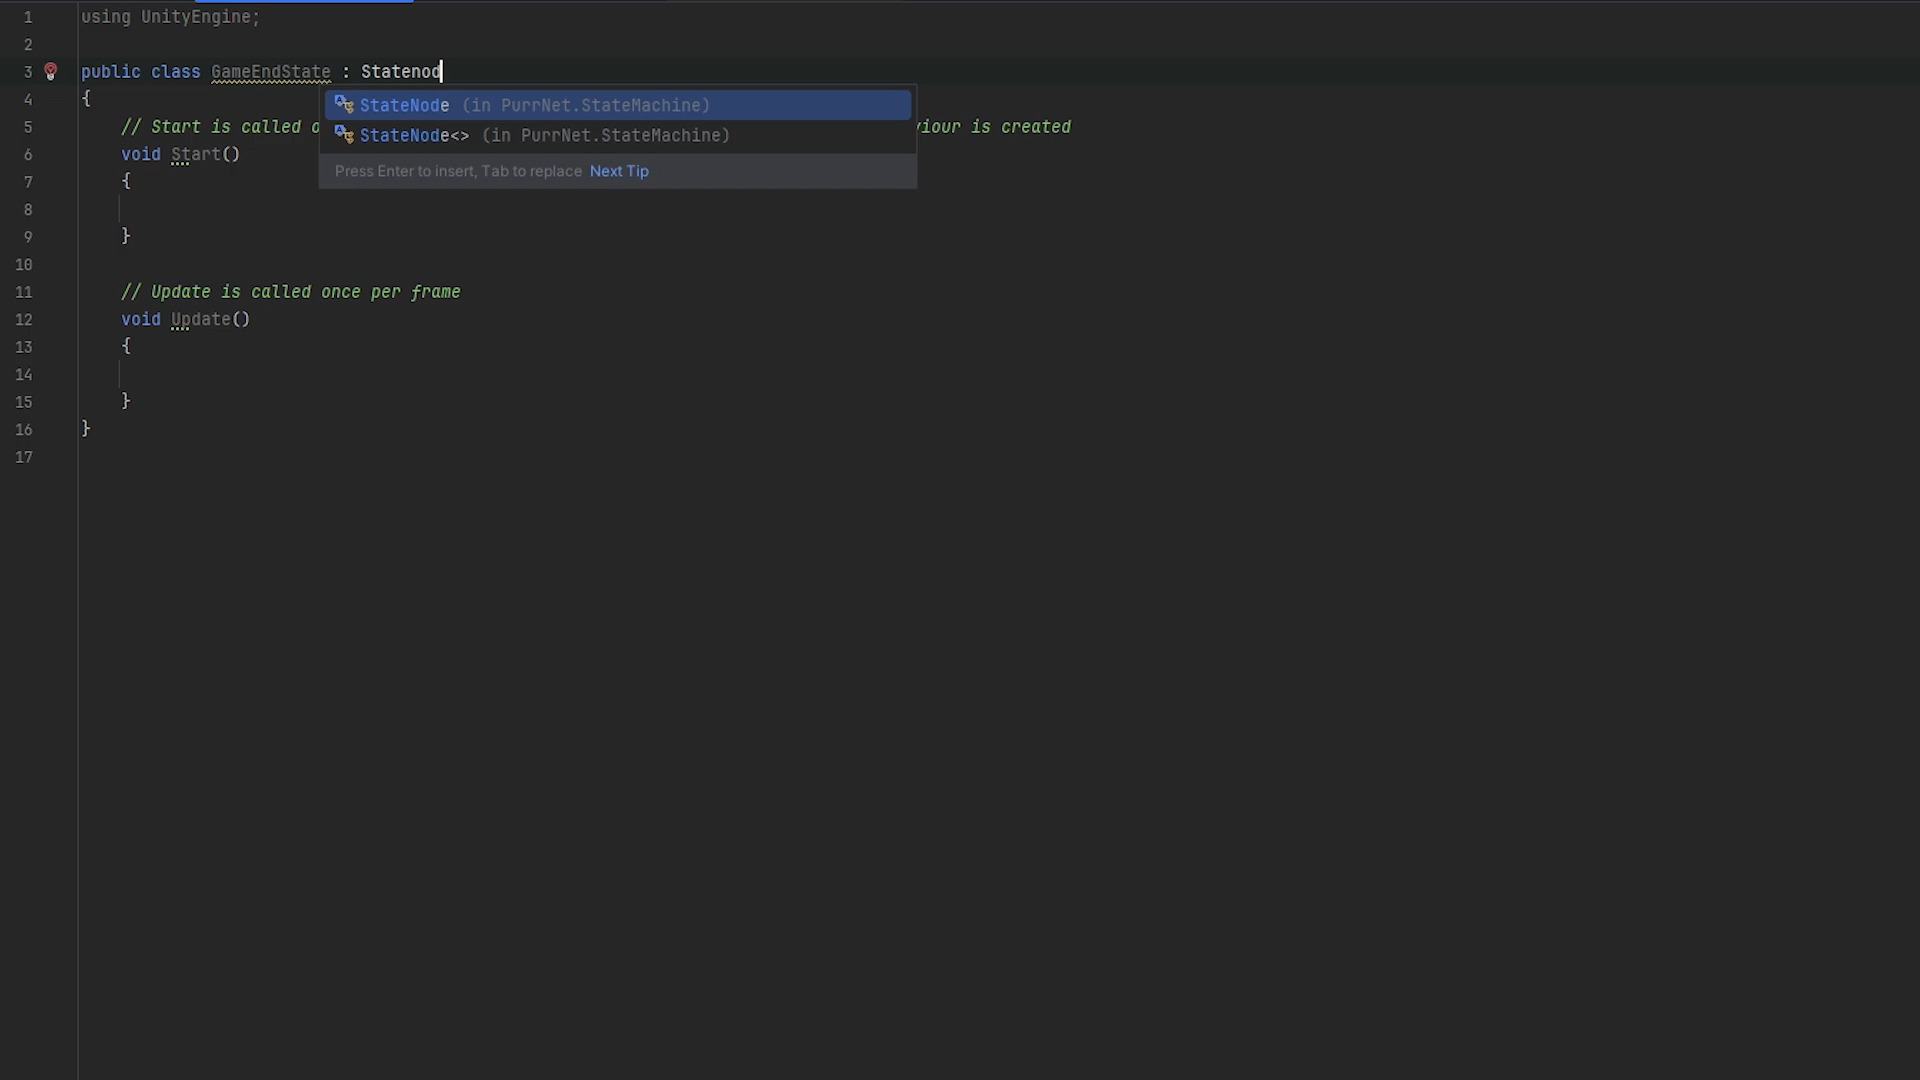 1 using UnityEngine;
2
3 public class GameEndState : Statenod
4 {
StateNode (in PurrNet.StateMachine)
5 // Start is called o viour is created
StateNode<> (in PurrNet.StateMachine)
6 void Start()
Press Enter to insert, Tab to replace Next Tip
7 {
8
9 }
10
11 // Update is called once per frame
12 void Update()
13 {
14
15 }
16 }
17